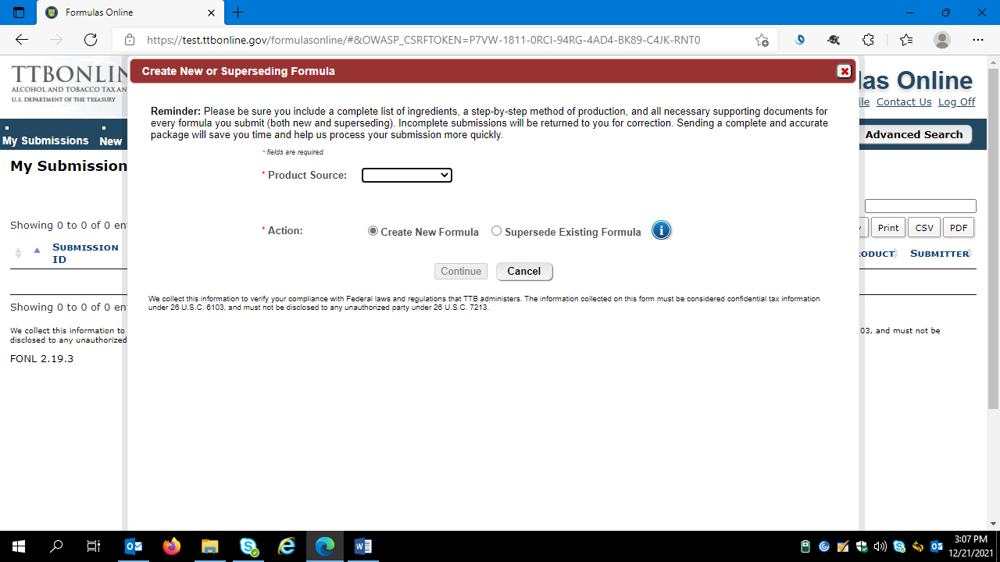 Formulas Online
https://test.ttbonline.gov/formulasonline/#&OWASP_CSRFTOKEN=P7VW-1811-0RCI-94RG-4AD4-BK89-C4JK-RNT0
TTBONLIN
ALCOHOL AND TOBACCO TAX AN
U.S. DEPARTMENT OF THE TREASURY
las Online
ile Contact Us Log Off
My Submissions New
Advanced Search
My Submission
Create New or Superseding Formula
Reminder: Please be sure you include a complete list of ingredients, a step-by-step method of production, and all necessary supporting documents for
every formula you submit (both new and superseding). Incomplete submissions will be returned to you for correction. Sending a complete and accurate
package will save you time and help us process your submission more quickly.
* fields are required.
* Product Source:
* Action: Create New Formula Supersede Existing Formula
Continue Cancel
We collect this information to verify your compliance with Federal laws and regulations that TTB administers. The information collected on this form must be considered confidential tax information
under 26 U.S.C. 6103, and must not be disclosed to any unauthorized party under 26 U.S.C. 7213.
Showing 0 to 0 of 0 en
y Print CSV PDF
SUBMISSION
ID
RODUCT SUBMITTER
Showing 0 to 0 of 0 en
We collect this information to
03, and must not be
disclosed to any unauthorized
FONL 2.19.3
3:07 PM
12/21/2021